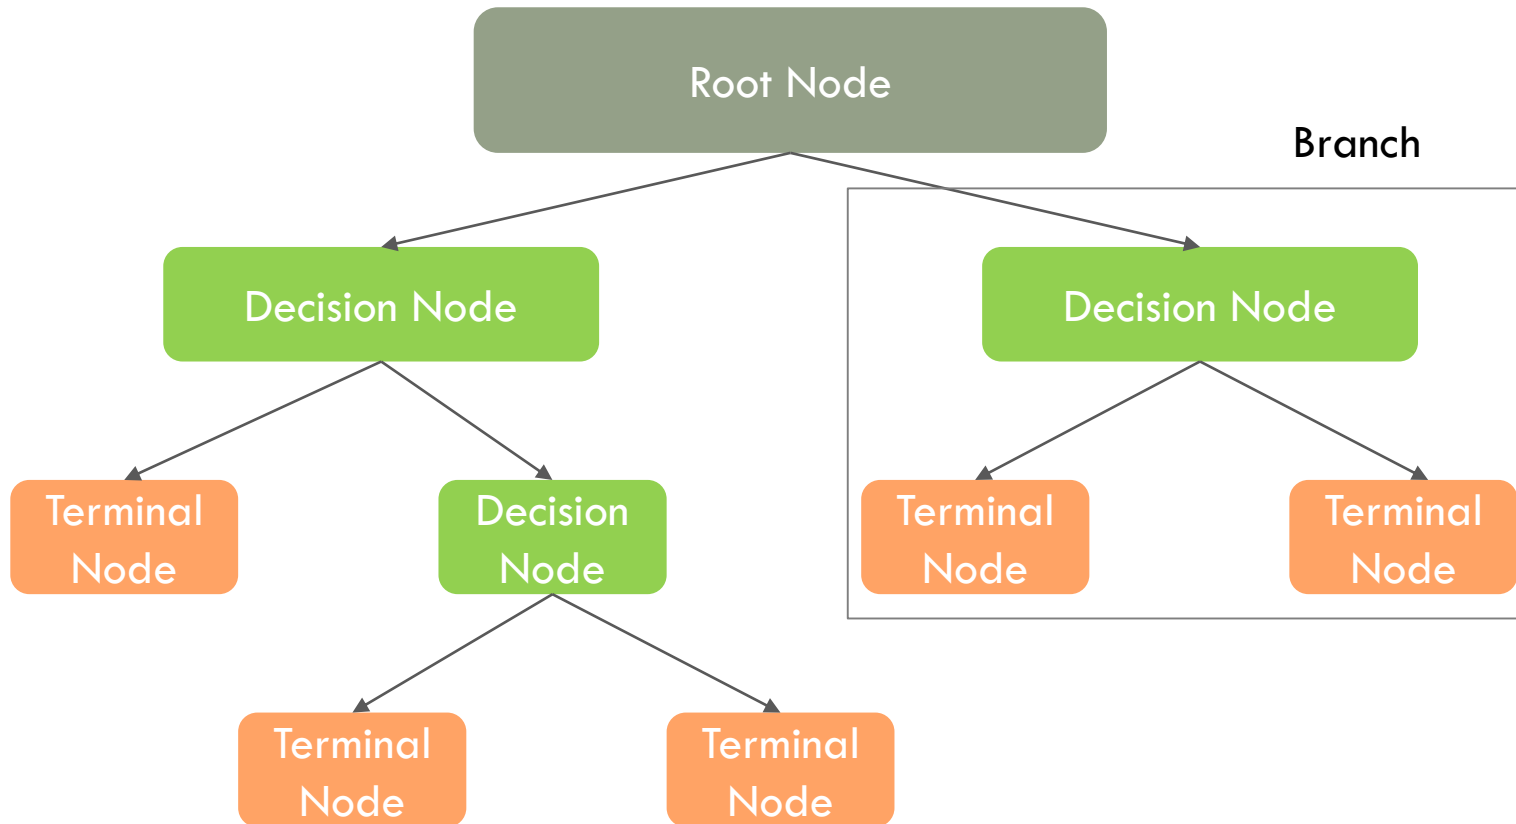 Root Node
Branch
Decision Node
Decision Node
Terminal
Node
Decision
Node
Terminal
Node
Terminal
Node
Terminal
Node
Terminal
Node